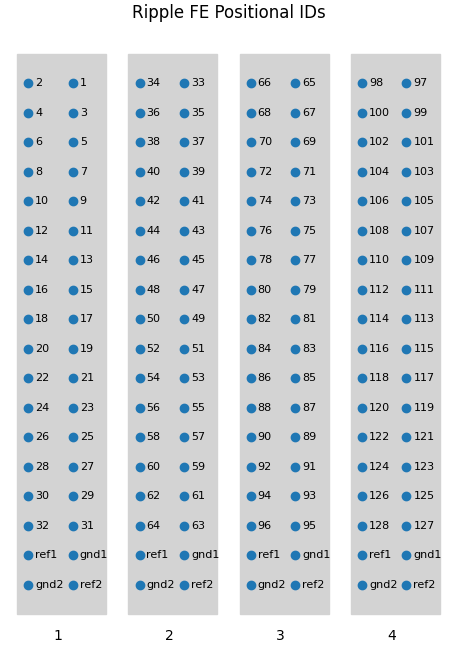 Ripple FE Positional IDs
2 1 34 33 66 65 98 97
4 3 36 35 68 67 100 99
6 5 38 37 70 69 102 101
8 7 40 39 72 71 104 103
10 9 42 41 74 73 106 105
12 11 44 43 76 75 108 107
14 13 46 45 78 77 110 109
16 15 48 47 80 79 112 111
18 17 50 49 82 81 114 113
20 19 52 51 84 83 116 115
22 21 54 53 86 85 118 117
24 23 56 55 88 87 120 119
26 25 58 57 90 89 122 121
28 27 60 59 92 91 124 123
30 29 62 61 94 93 126 125
32 31 64 63 96 95 128 127
ref1 gnd1 ref1 gnd1 ref1 gnd1 ref1 gnd1
gnd2 ref2 gnd2 ref2 gnd2 ref2 gnd2 ref2
1 2 3 4